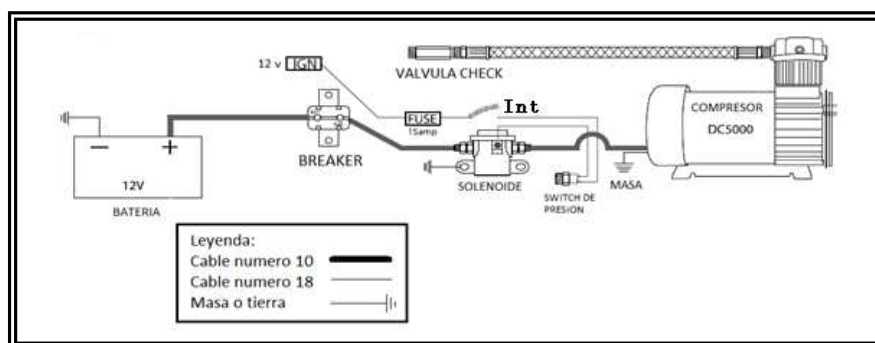 12 v IGN
VALVULA CHECK
Int
FUSE
15amp
COMPRESOR
DC5000
BREAKER
SOLENOIDE
SWITCH DE
PRESION
MASA
12V
BATERIA
Leyenda:
Cable numero 10
Cable numero 18
Masa o tierra